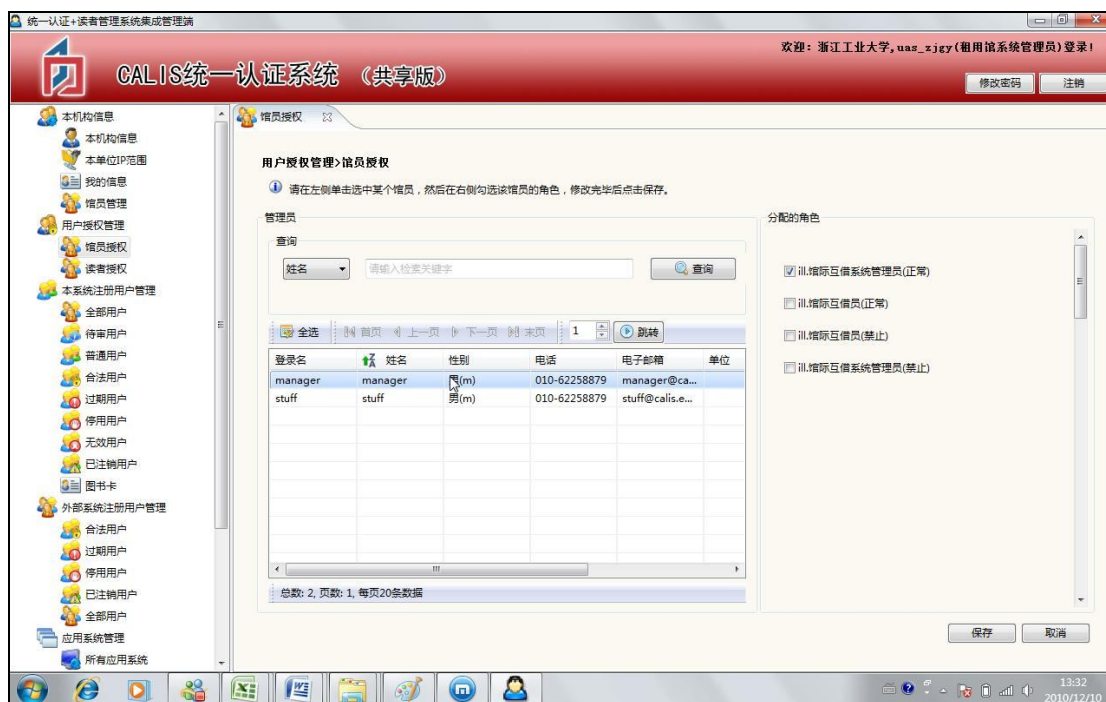 统一认证+读者管理系统集成管理端
欢迎：浙江工业大学,uas_zjgy(租用馆系统管理员)登录!
CALIS统一认证系统 （共享版）
修改密码
注销
本机构信息
本机构信息
本单位IP范围
我的信息
馆员管理
用户授权管理
馆员授权
读者授权
本系统注册用户管理
全部用户
待审用户
普通用户
合法用户
过期用户
停用用户
无效用户
已注销用户
图书卡
外部系统注册用户管理
合法用户
过期用户
停用用户
已注销用户
全部用户
应用系统管理
所有应用系统
馆员授权
用户授权管理>馆员授权
请在左侧单击选中某个馆员，然后在右侧勾选该馆员的角色，修改完毕后点击保存。
管理员
查询
姓名
请输入检索关键字
查询
全选 首页 上一页 下一页 末页 1 跳转
登录名 姓名 性别 电话 电子邮箱 单位
manager manager 男(m) 010-62258879 manager@ca...
stuff stuff 男(m) 010-62258879 stuff@calis.e...
总数: 2, 页数: 1, 每页20条数据
分配的角色
ill.馆际互借系统管理员(正常)
ill.馆际互借员(正常)
ill.馆际互借员(禁止)
ill.馆际互借系统管理员(禁止)
保存
取消
13:32
2010/12/10